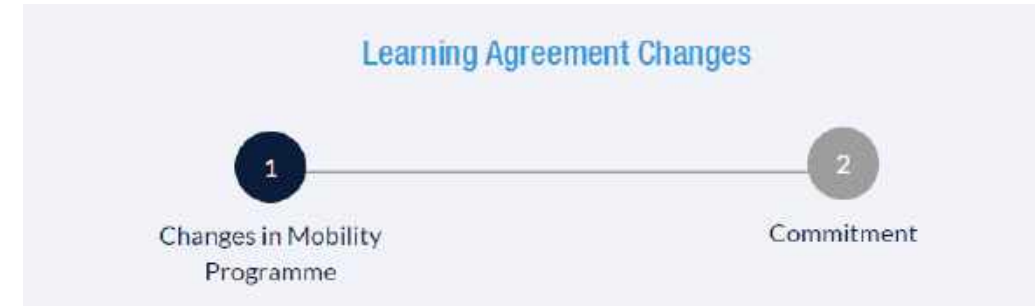 Learning Agreement Changes
1
2
Changes in Mobility
Programme
Commitment